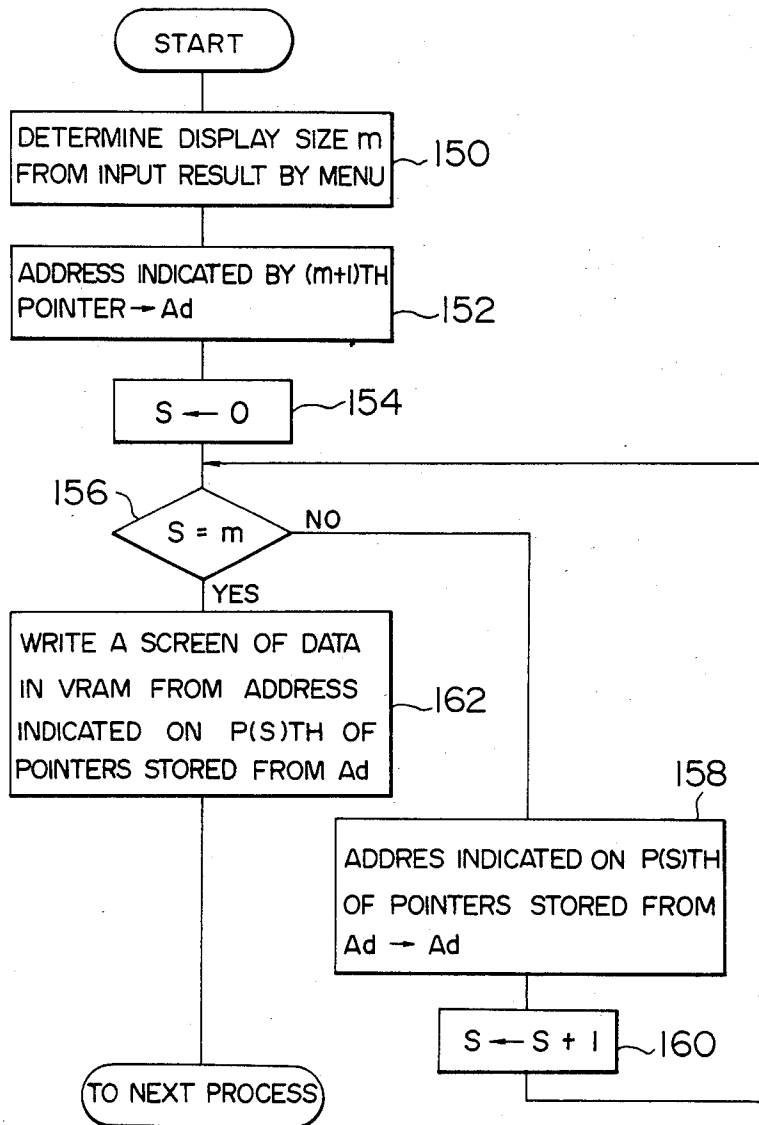 START
DETERMINE DISPLAY SIZE m
FROM INPUT RESULT BY MENU
150
ADDRESS INDICATED BY (m+1)TH
POINTER → Ad
152
S ← 0
154
156
S = m
NO
YES
WRITE A SCREEN OF DATA
IN VRAM FROM ADDRESS
INDICATED ON P(S)TH OF
POINTERS STORED FROM Ad
162
158
ADDRES INDICATED ON P(S)TH
OF POINTERS STORED FROM
Ad → Ad
S ← S + 1
160
TO NEXT PROCESS